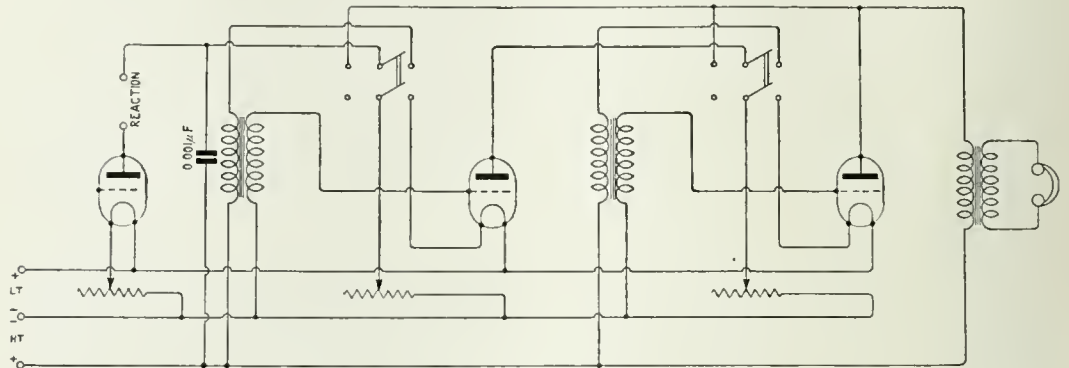 REACTION
0.001μF
+
LT
−
−
HT
+